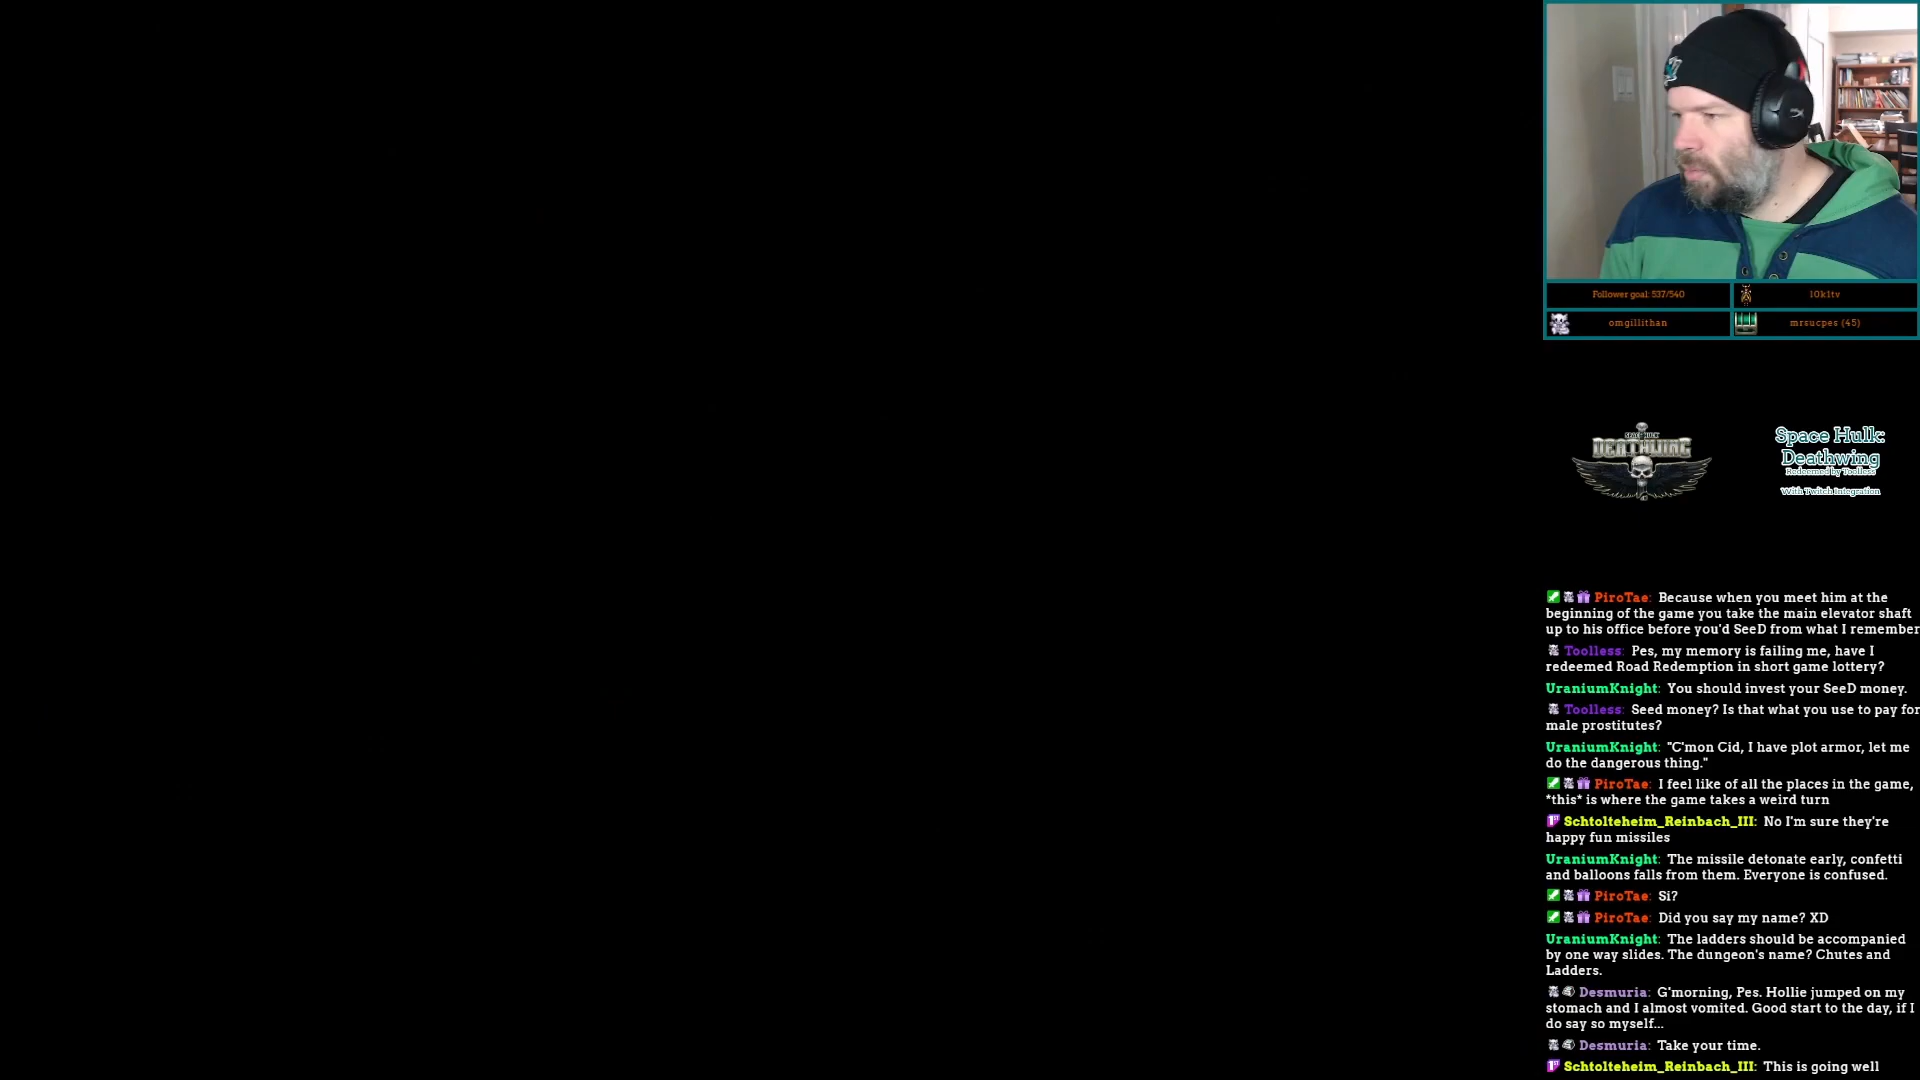 Follower goal: 537/540
10k1tv
omgillithan
mrsucpes (45)
SPACE HULK
DEATHWING
Space Hulk:
Deathwing
Redeemed by Toolless
With Twitch Integration
PiroTae: Because when you meet him at the
beginning of the game you take the main elevator shaft
up to his office before you'd SeeD from what I remember
Toolless: Pes, my memory is failing me, have I
redeemed Road Redemption in short game lottery?
UraniumKnight: You should invest your SeeD money.
Toolless: Seed money? Is that what you use to pay for
male prostitutes?
UraniumKnight: "C'mon Cid, I have plot armor, let me
do the dangerous thing."
PiroTae: I feel like of all the places in the game,
*this* is where the game takes a weird turn
Schtolteheim_Reinbach_III: No I'm sure they're
happy fun missiles
UraniumKnight: The missile detonate early, confetti
and balloons falls from them. Everyone is confused.
PiroTae: Si?
PiroTae: Did you say my name? XD
UraniumKnight: The ladders should be accompanied
by one way slides. The dungeon's name? Chutes and
Ladders.
Desmuria: G'morning, Pes. Hollie jumped on my
stomach and I almost vomited. Good start to the day, if I
do say so myself...
Desmuria: Take your time.
Schtolteheim_Reinbach_III: This is going well